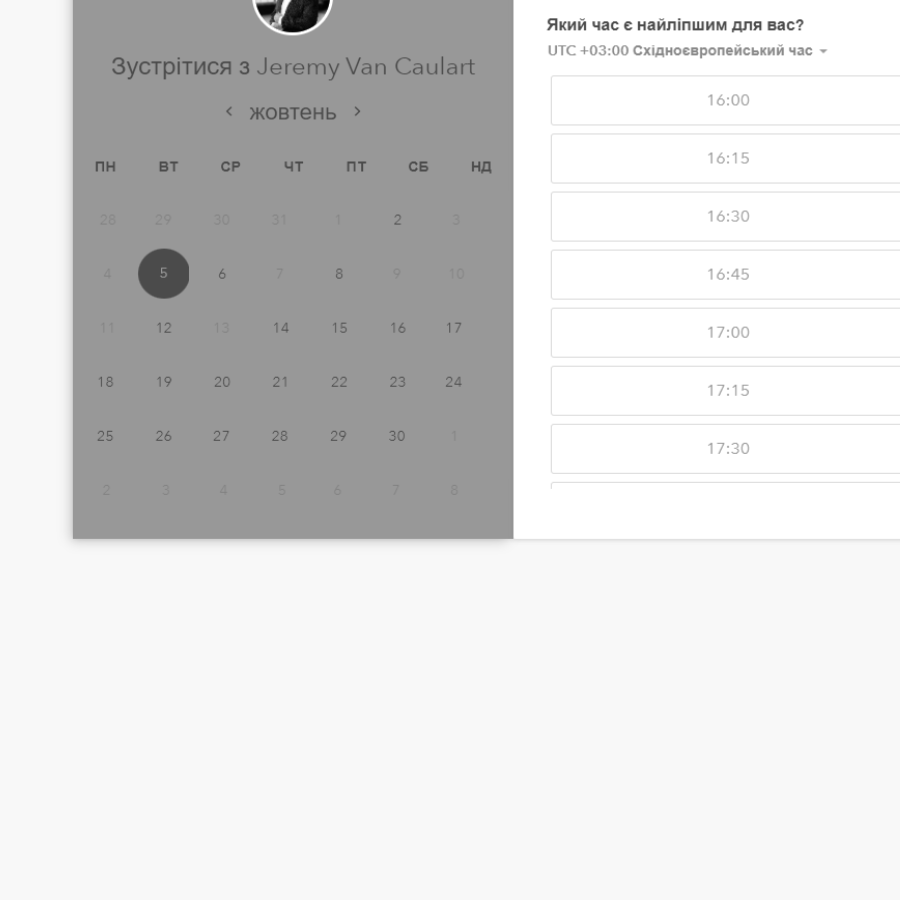 Зустрітися з Jeremy Van Caulart
жовтень
ПН ВТ СР ЧТ ПТ СБ НД
28 29 30 31 1 2 3
4 5 6 7 8 9 10
11 12 13 14 15 16 17
18 19 20 21 22 23 24
25 26 27 28 29 30 1
2 3 4 5 6 7 8
Який час є найліпшим для вас?
UTC +03:00 Східноєвропейський час
16:00
16:15
16:30
16:45
17:00
17:15
17:30